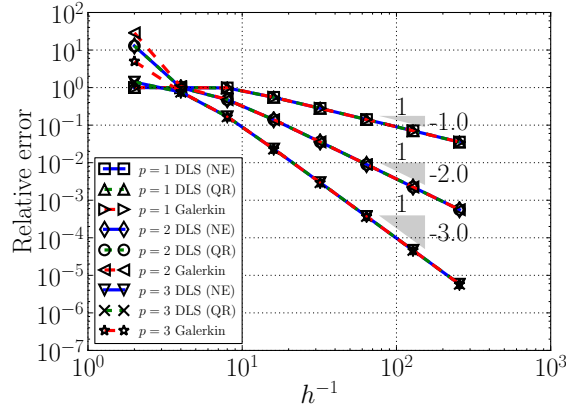 10^2
10^1
10^0
10^-1
10^-2
10^-3
10^-4
10^-5
10^-6
10^-7
Relative error
p = 1 DLS (NE)
p = 1 DLS (QR)
p = 1 Galerkin
p = 2 DLS (NE)
p = 2 DLS (QR)
p = 2 Galerkin
p = 3 DLS (NE)
p = 3 DLS (QR)
p = 3 Galerkin
1
-1.0
1
-2.0
1
-3.0
10^0
10^1
10^2
10^3
h^-1